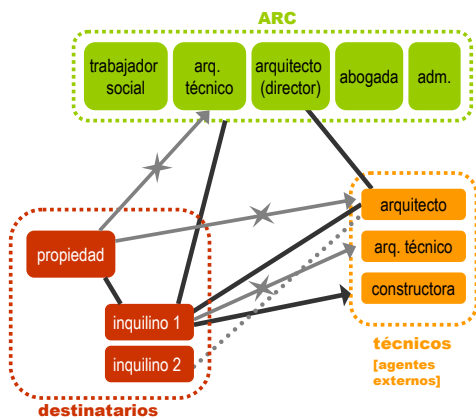 ARC
trabajador
social
arq.
técnico
arquitecto
(director)
abogada
adm.
arquitecto
arq. técnico
constructora
técnicos
[agentes
externos]
propiedad
inquilino 1
inquilino 2
destinatarios